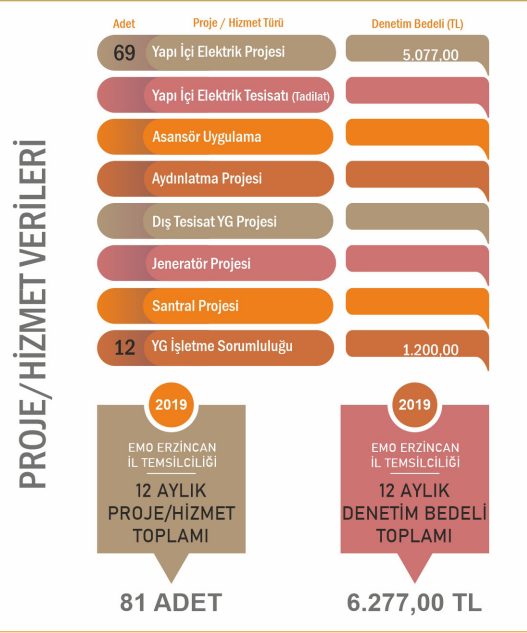 Adet Proje / Hizmet Türü Denetim Bedeli (TL)
69 Yapı İçi Elektrik Projesi 5.077,00
Yapı İçi Elektrik Tesisatı (Tadilat)
Asansör Uygulama
Aydınlatma Projesi
Dış Tesisat YG Projesi
Jeneratör Projesi
Santral Projesi
12 YG İşletme Sorumluluğu 1.200,00
PROJE/HİZMET VERİLERİ
2019
EMO ERZİNCAN
İL TEMSİLCİLİĞİ
12 AYLIK
PROJE/HİZMET
TOPLAMI
81 ADET
2019
EMO ERZİNCAN
İL TEMSİLCİLİĞİ
12 AYLIK
DENETİM BEDELİ
TOPLAMI
6.277,00 TL